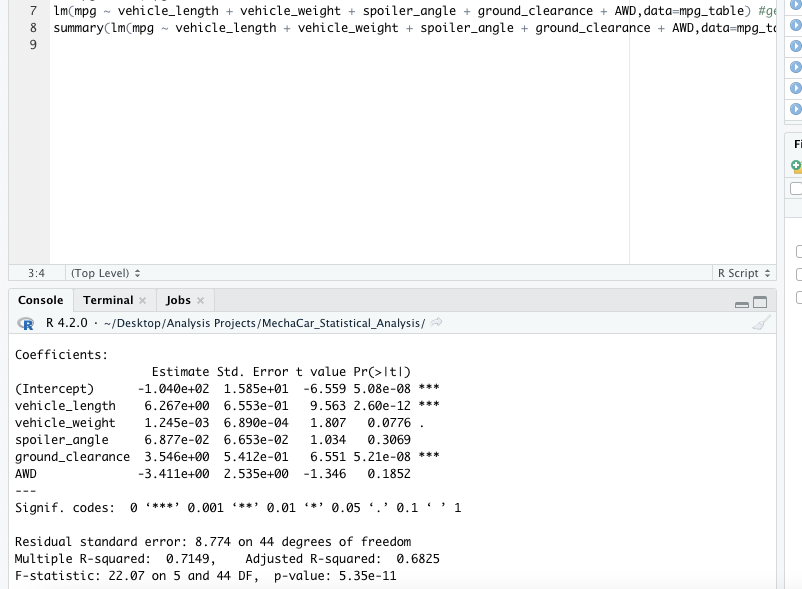 7 lm(mpg ~ vehicle_length + vehicle_weight + spoiler_angle + ground_clearance + AWD,data=mpg_table) #ge
8 summary(lm(mpg ~ vehicle_length + vehicle_weight + spoiler_angle + ground_clearance + AWD,data=mpg_ta
9
3:4 (Top Level) R Script
Fi
Console Terminal Jobs
R 4.2.0 · ~/Desktop/Analysis Projects/MechaCar_Statistical_Analysis/
Coefficients:
Estimate Std. Error t value Pr(>|t|)
(Intercept) -1.040e+02 1.585e+01 -6.559 5.08e-08 ***
vehicle_length 6.267e+00 6.553e-01 9.563 2.60e-12 ***
vehicle_weight 1.245e-03 6.890e-04 1.807 0.0776 .
spoiler_angle 6.877e-02 6.653e-02 1.034 0.3069
ground_clearance 3.546e+00 5.412e-01 6.551 5.21e-08 ***
AWD -3.411e+00 2.535e+00 -1.346 0.1852
---
Signif. codes: 0 ‘***’ 0.001 ‘**’ 0.01 ‘*’ 0.05 ‘.’ 0.1 ‘ ’ 1
Residual standard error: 8.774 on 44 degrees of freedom
Multiple R-squared: 0.7149, Adjusted R-squared: 0.6825
F-statistic: 22.07 on 5 and 44 DF, p-value: 5.35e-11